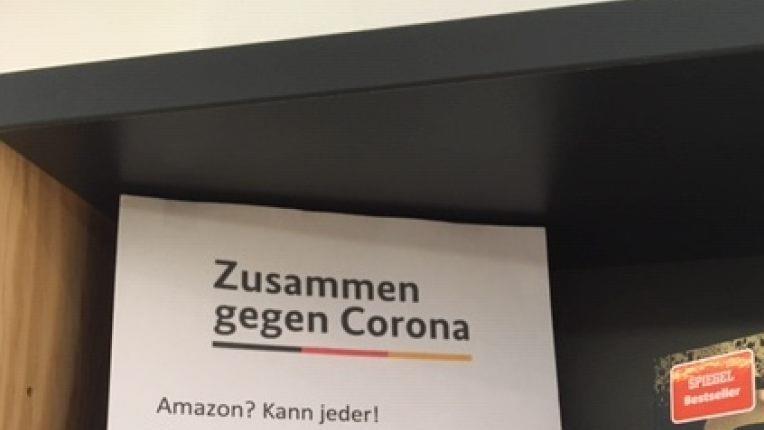 Zusammen
gegen Corona
Amazon? Kann jeder!
SPIEGEL
Bestseller